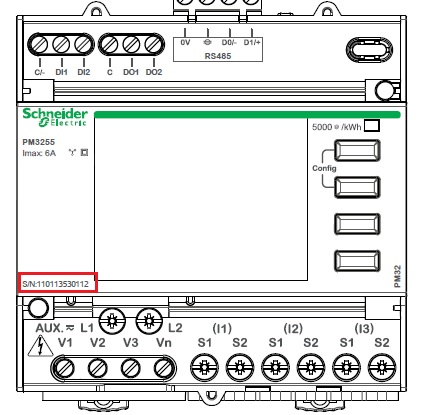 0V D0/- D1/+
RS485
C/- DI1 DI2 C DO1 DO2
Schneider
Electric
PM3255
Imax: 6A
5000 /kWh
Config
S/N:110113530112
PM32
AUX. L1 L2 (I1) (I2) (I3)
V1 V2 V3 Vn S1 S2 S1 S2 S1 S2